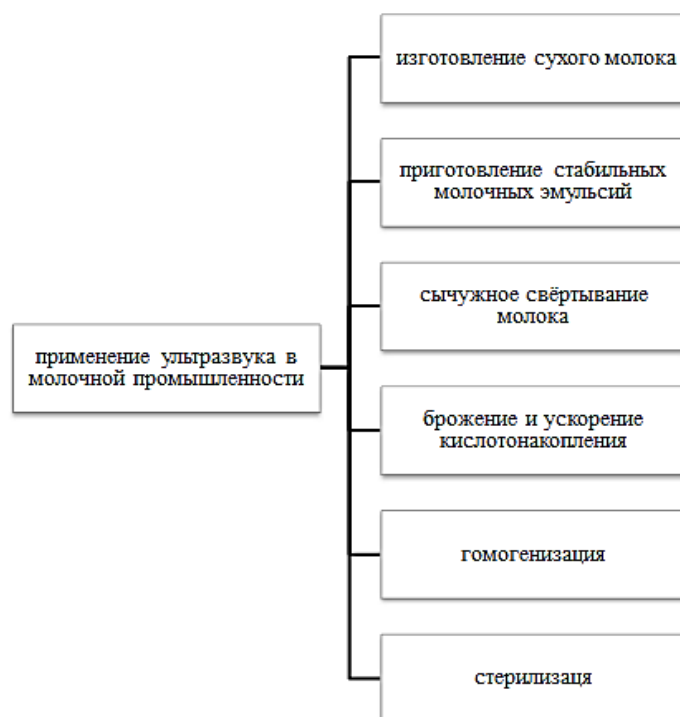 изготовление сухого молока
приготовление стабильных
молочных эмульсий
сычужное свёртывание
молока
применение ультразвука в
молочной промышленности
брожение и ускорение
кислотонакопления
гомогенизация
стерилизаця